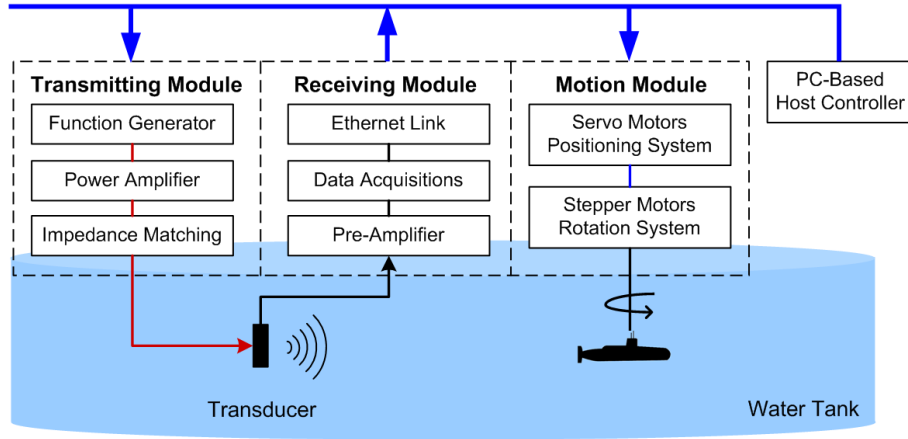 Transmitting Module
Function Generator
Power Amplifier
Impedance Matching
Receiving Module
Ethernet Link
Data Acquisitions
Pre-Amplifier
Motion Module
Servo Motors
Positioning System
Stepper Motors
Rotation System
PC-Based
Host Controller
Transducer
Water Tank